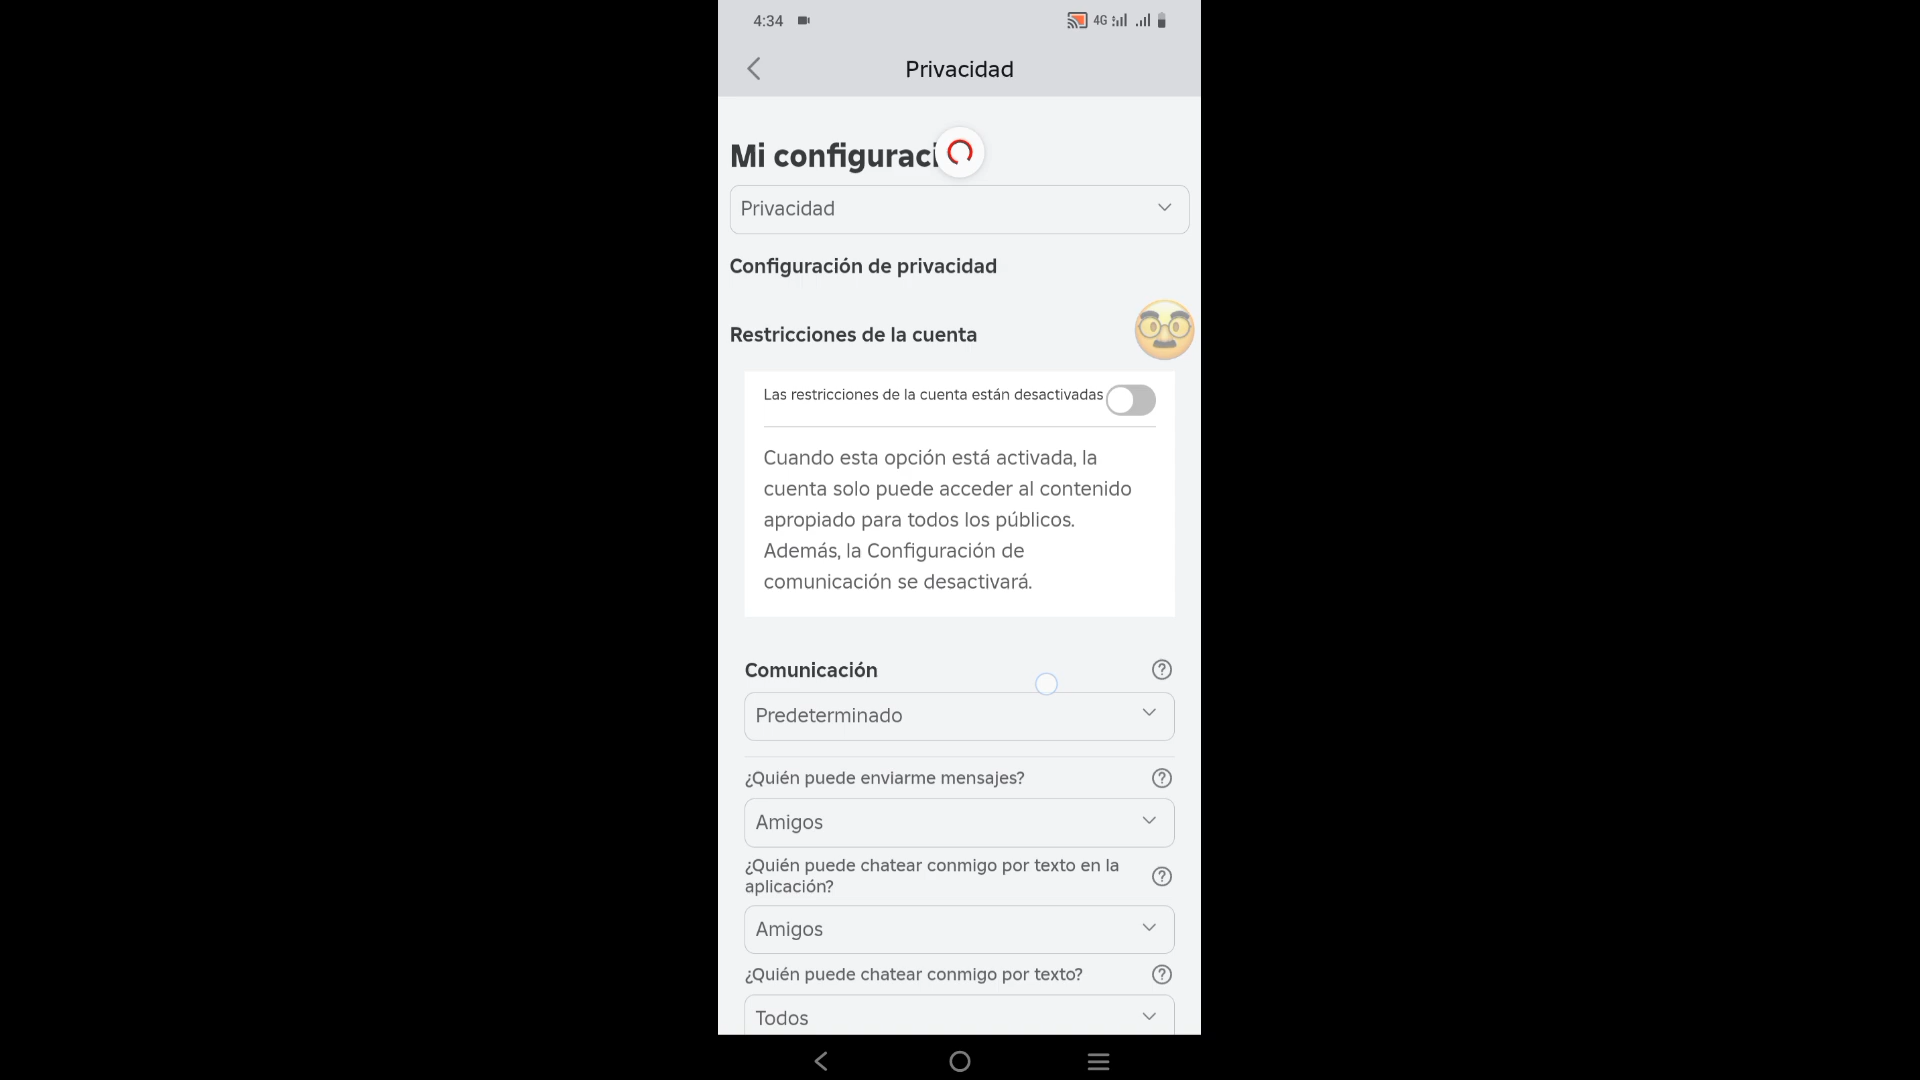 4:34
4G
Privacidad
Mi configuraci
Privacidad
Configuración de privacidad
Restricciones de la cuenta
Las restricciones de la cuenta están desactivadas
Cuando esta opción está activada, la
cuenta solo puede acceder al contenido
apropiado para todos los públicos.
Además, la Configuración de
comunicación se desactivará.
Comunicación
Predeterminado
¿Quién puede enviarme mensajes?
Amigos
¿Quién puede chatear conmigo por texto en la
aplicación?
Amigos
¿Quién puede chatear conmigo por texto?
Todos